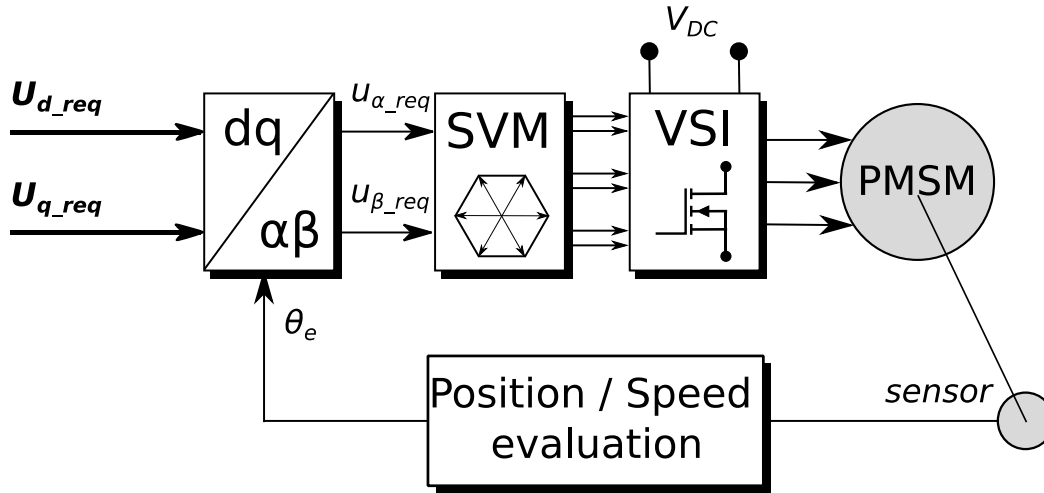 V_DC
U_d_req
u_α_req
dq
SVM
VSI
PMSM
U_q_req
u_β_req
αβ
θ_e
Position / Speed
evaluation
sensor